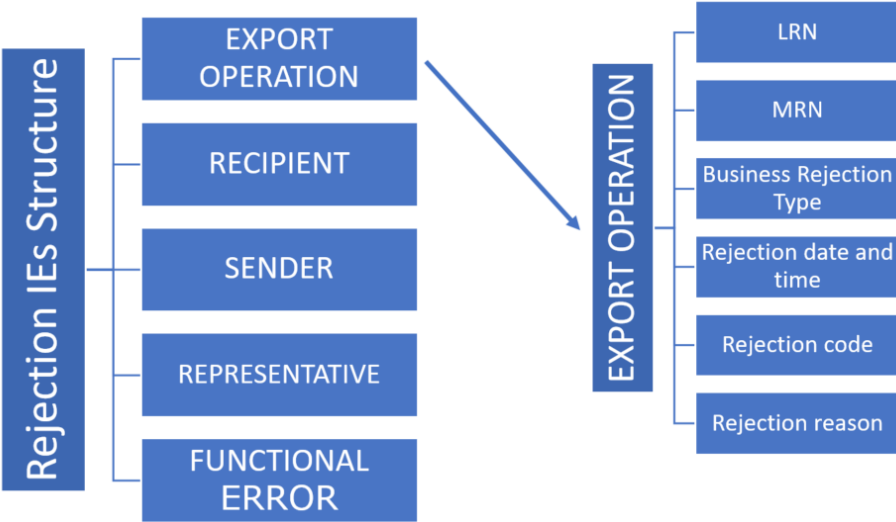 Rejection IEs Structure
EXPORT
OPERATION
RECIPIENT
SENDER
REPRESENTATIVE
FUNCTIONAL
ERROR
EXPORT OPERATION
LRN
MRN
Business Rejection
Type
Rejection date and
time
Rejection code
Rejection reason